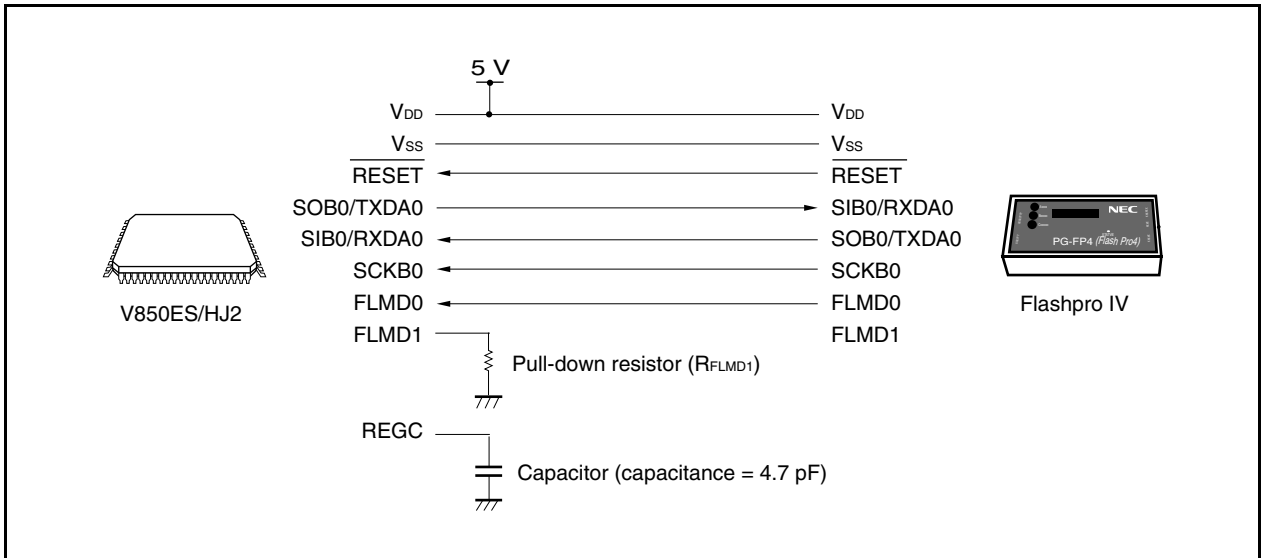 5 V
VDD VDD
VSS VSS
RESET RESET
SOB0/TXDA0 SIB0/RXDA0
SIB0/RXDA0 SOB0/TXDA0
SCKB0 SCKB0
FLMD0 FLMD0
FLMD1 FLMD1
V850ES/HJ2
NEC
PG-FP4 (Flash Pro4)
Flashpro IV
Pull-down resistor (RFLMD1)
REGC
Capacitor (capacitance = 4.7 pF)